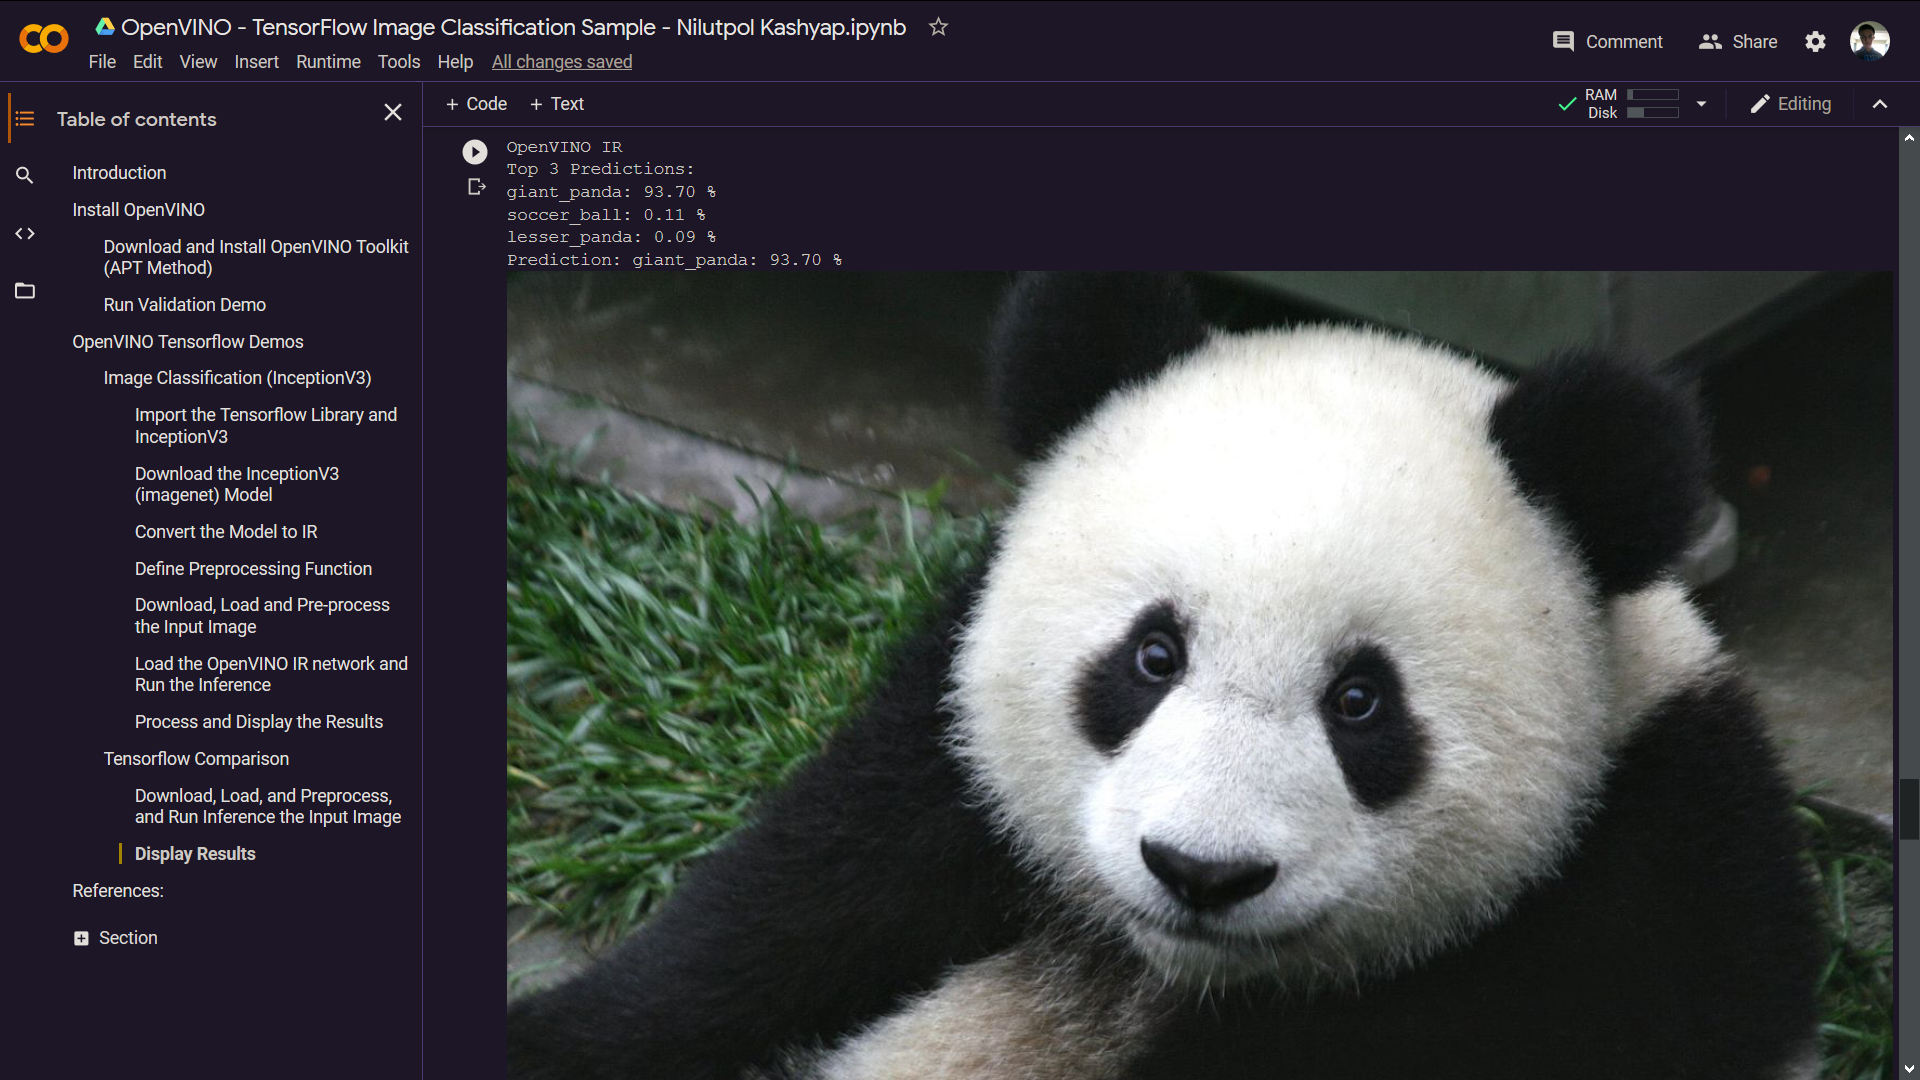 OpenVINO - TensorFlow Image Classification Sample - Nilutpol Kashyap.ipynb
File Edit View Insert Runtime Tools Help All changes saved
Comment Share
Table of contents
Introduction
Install OpenVINO
Download and Install OpenVINO Toolkit
(APT Method)
Run Validation Demo
OpenVINO Tensorflow Demos
Image Classification (InceptionV3)
Import the Tensorflow Library and
InceptionV3
Download the InceptionV3
(imagenet) Model
Convert the Model to IR
Define Preprocessing Function
Download, Load and Pre-process
the Input Image
Load the OpenVINO IR network and
Run the Inference
Process and Display the Results
Tensorflow Comparison
Download, Load, and Preprocess,
and Run Inference the Input Image
Display Results
References:
Section
+ Code + Text
RAM
Disk
Editing
OpenVINO IR
Top 3 Predictions:
giant_panda: 93.70 %
soccer_ball: 0.11 %
lesser_panda: 0.09 %
Prediction: giant_panda: 93.70 %